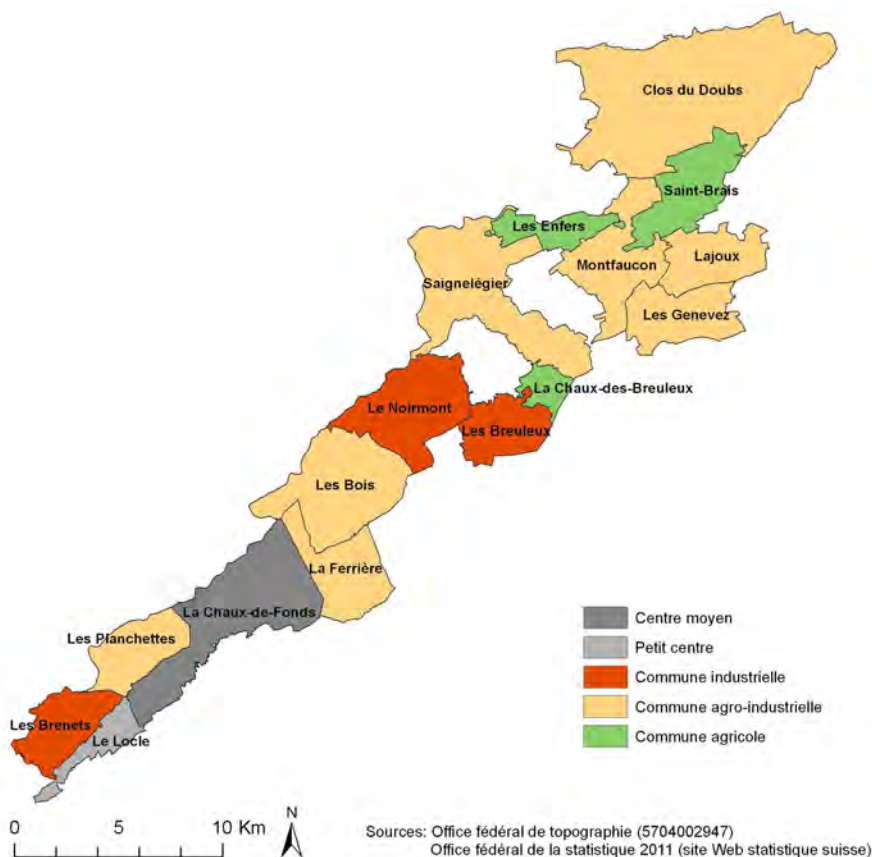 Clos du Doubs
Saint-Brais
Les Enfers
Lajoux
Montfaucon
Saignelégier
Les Genevez
La Chaux-des-Breuleux
Le Noirmont
Les Breuleux
Les Bois
La Ferrière
La Chaux-de-Fonds
Les Planchettes
Les Brenets
Le Locle
Centre moyen
Petit centre
Commune industrielle
Commune agro-industrielle
Commune agricole
0 5 10 Km
N
Sources: Office fédéral de topographie (5704002947)
Office fédéral de la statistique 2011 (site Web statistique suisse)